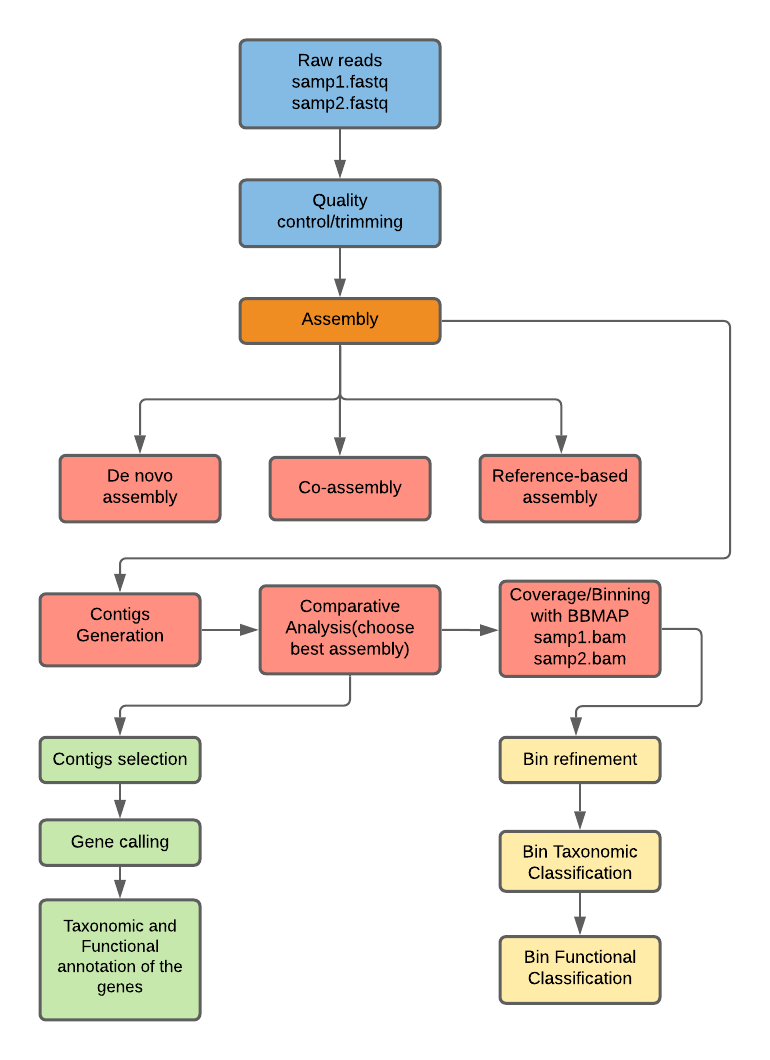 Raw reads
samp1.fastq
samp2.fastq
Quality
control/trimming
Assembly
De novo
assembly
Co-assembly
Reference-based
assembly
Contigs
Generation
Comparative
Analysis(choose
best assembly)
Coverage/Binning
with BBMAP
samp1.bam
samp2.bam
Contigs selection
Gene calling
Taxonomic and
Functional
annotation of the
genes
Bin refinement
Bin Taxonomic
Classification
Bin Functional
Classification